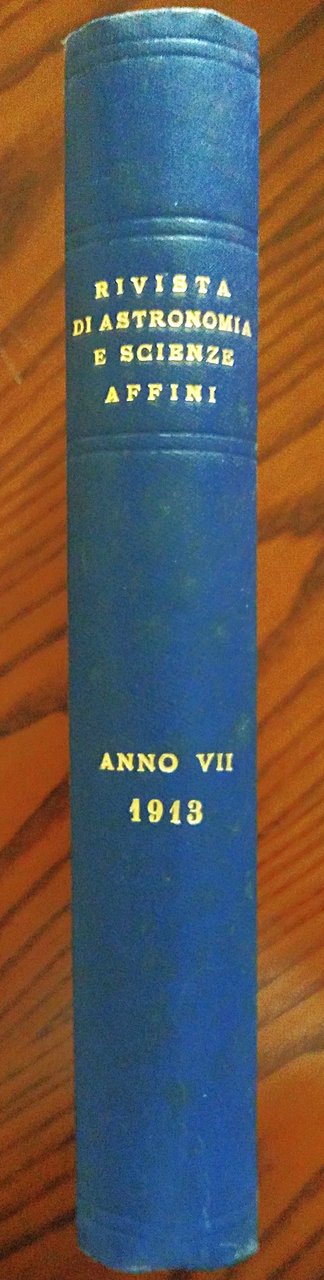 RIVISTA
DI ASTRONOMIA
E SCIENZE
AFFINI
ANNO VII
1913